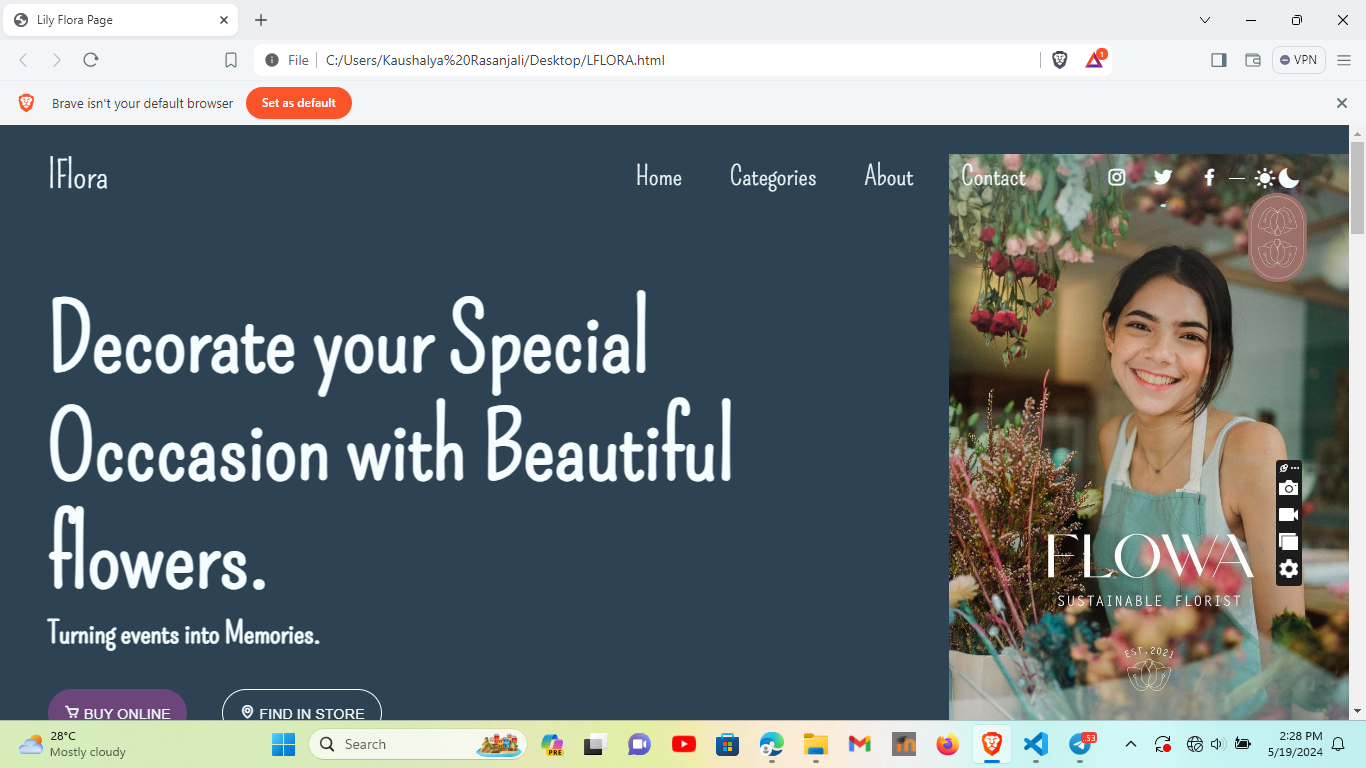 Lily Flora Page
File
C:/Users/Kaushalya%20Rasanjali/Desktop/LFLORA.html
1
VPN
Brave isn't your default browser
Set as default
lFlora
Home
Categories
About
Contact
Decorate your Special
Occcasion with Beautiful
flowers.
Turning events into Memories.
BUY ONLINE
FIND IN STORE
FLOWA
SUSTAINABLE FLORIST
EST.2021
28°C
Mostly cloudy
Search
PRE
m
53
2:28 PM
5/19/2024